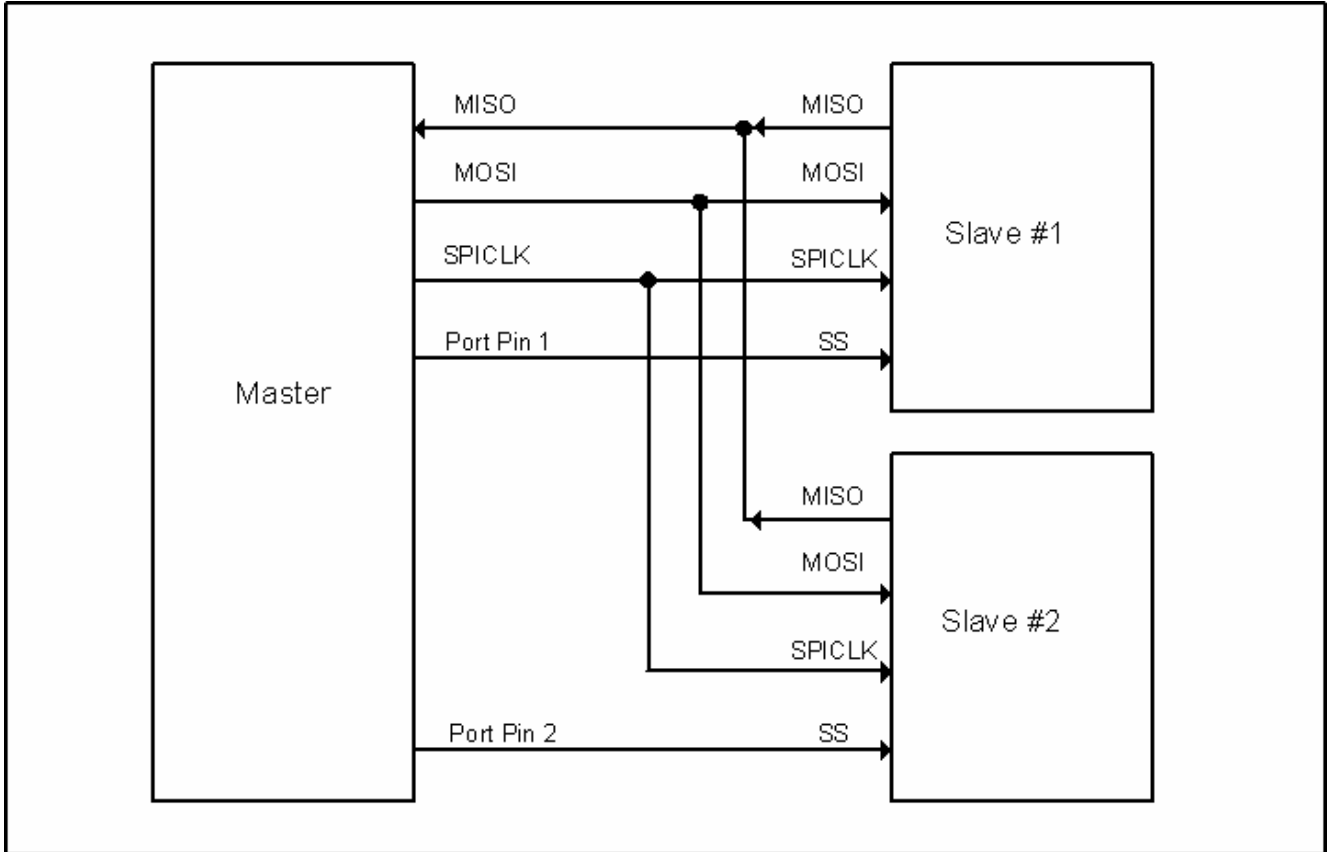 MISO MISO
MOSI MOSI
Slave #1
SPICLK SPICLK
Port Pin 1 SS
Master
MISO
MOSI
Slave #2
SPICLK
Port Pin 2 SS